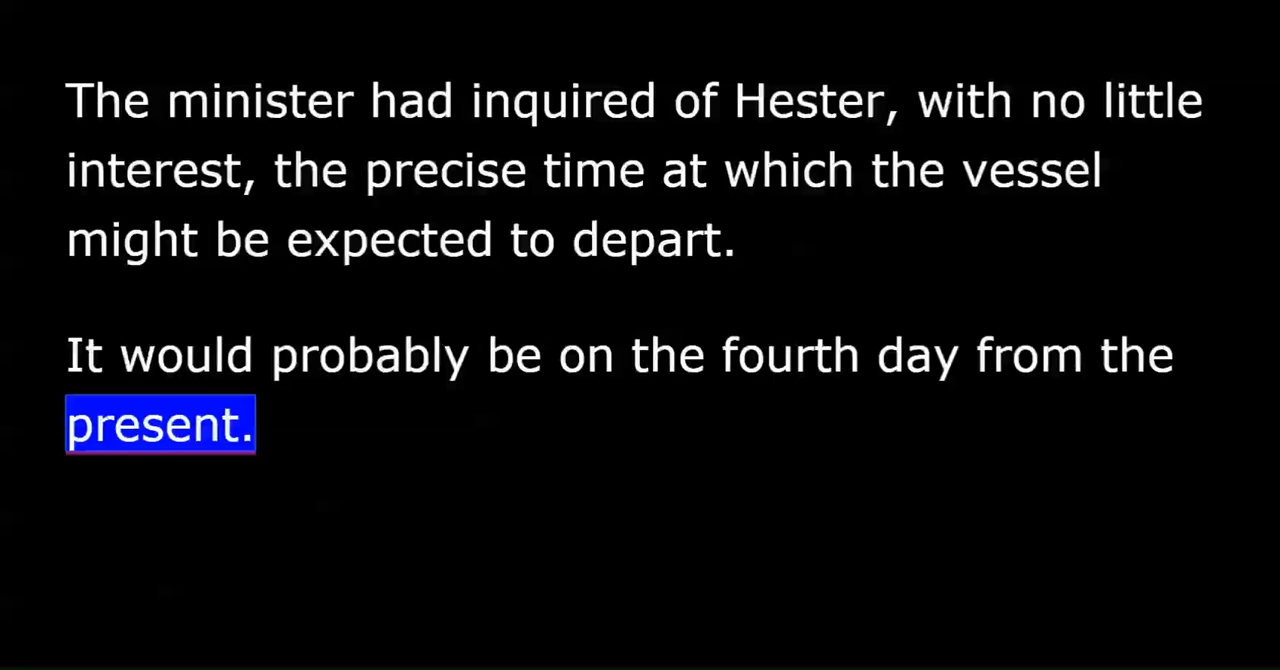 The minister had inquired of Hester, with no little
interest, the precise time at which the vessel
might be expected to depart.
It would probably be on the fourth day from the
present.